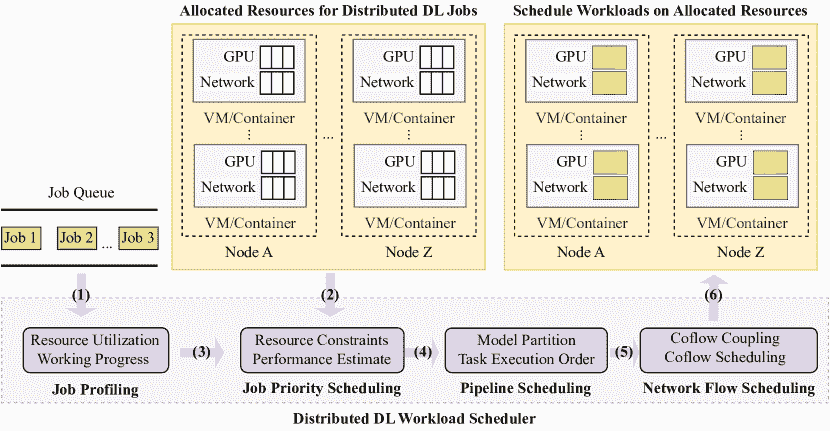 Allocated Resources for Distributed DL Jobs
GPU
Network
VM/Container
⋮
GPU
Network
VM/Container
Node A
...
GPU
Network
VM/Container
⋮
GPU
Network
VM/Container
Node Z
Schedule Workloads on Allocated Resources
GPU
Network
VM/Container
⋮
GPU
Network
VM/Container
Node A
...
GPU
Network
VM/Container
⋮
GPU
Network
VM/Container
Node Z
Job Queue
Job 1 Job 2 ... Job 3
(1)
(2)
(6)
Resource Utilization
Working Progress
Job Profiling
(3)
Resource Constraints
Performance Estimate
Job Priority Scheduling
(4)
Model Partition
Task Execution Order
Pipeline Scheduling
(5)
Coflow Coupling
Coflow Scheduling
Network Flow Scheduling
Distributed DL Workload Scheduler